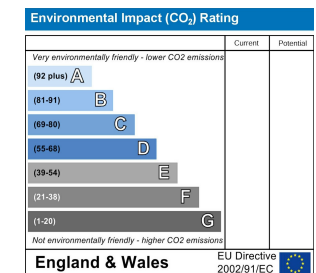 Environmental Impact (CO₂) Rating
Current Potential
Very environmentally friendly - lower CO2 emissions
(92 plus) A
(81-91) B
(69-80) C
(55-68) D
(39-54) E
(21-38) F
(1-20) G
Not environmentally friendly - higher CO2 emissions
England & Wales
EU Directive
2002/91/EC